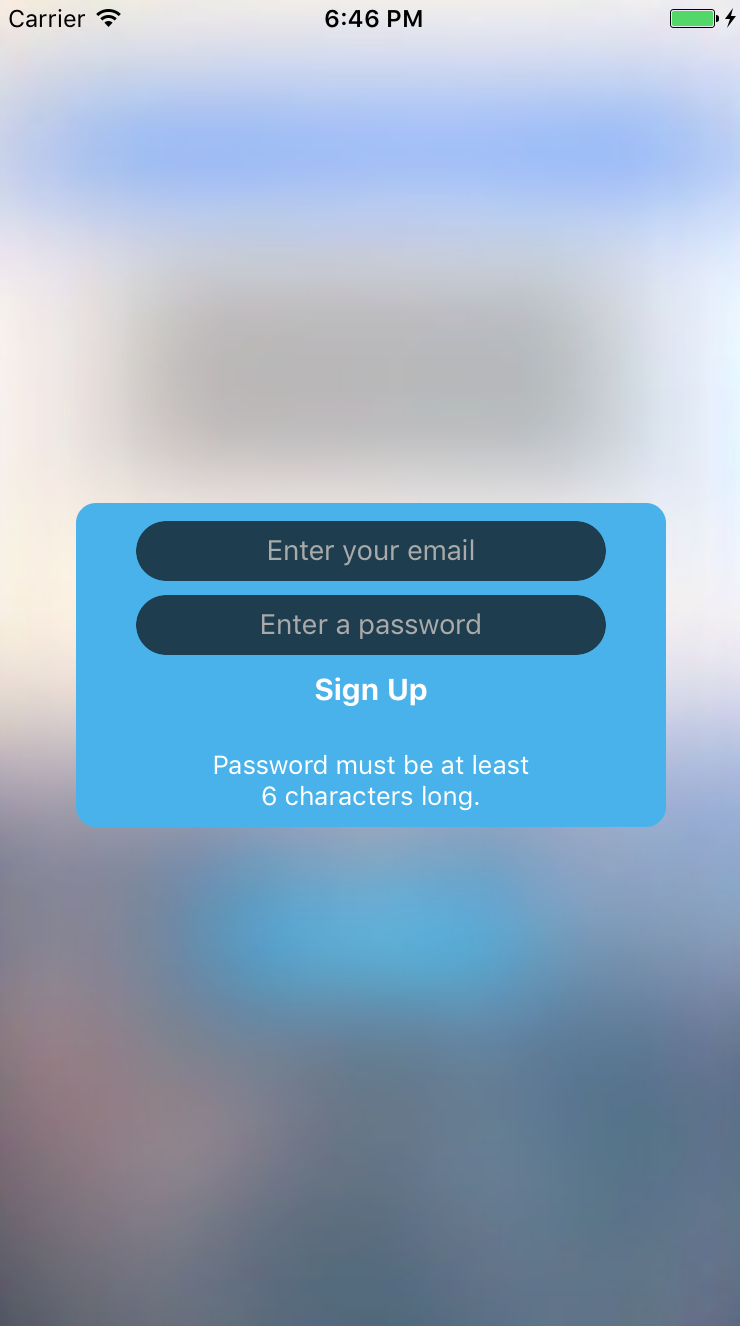 Carrier 6:46 PM
Enter your email
Enter a password
Sign Up
Password must be at least
6 characters long.